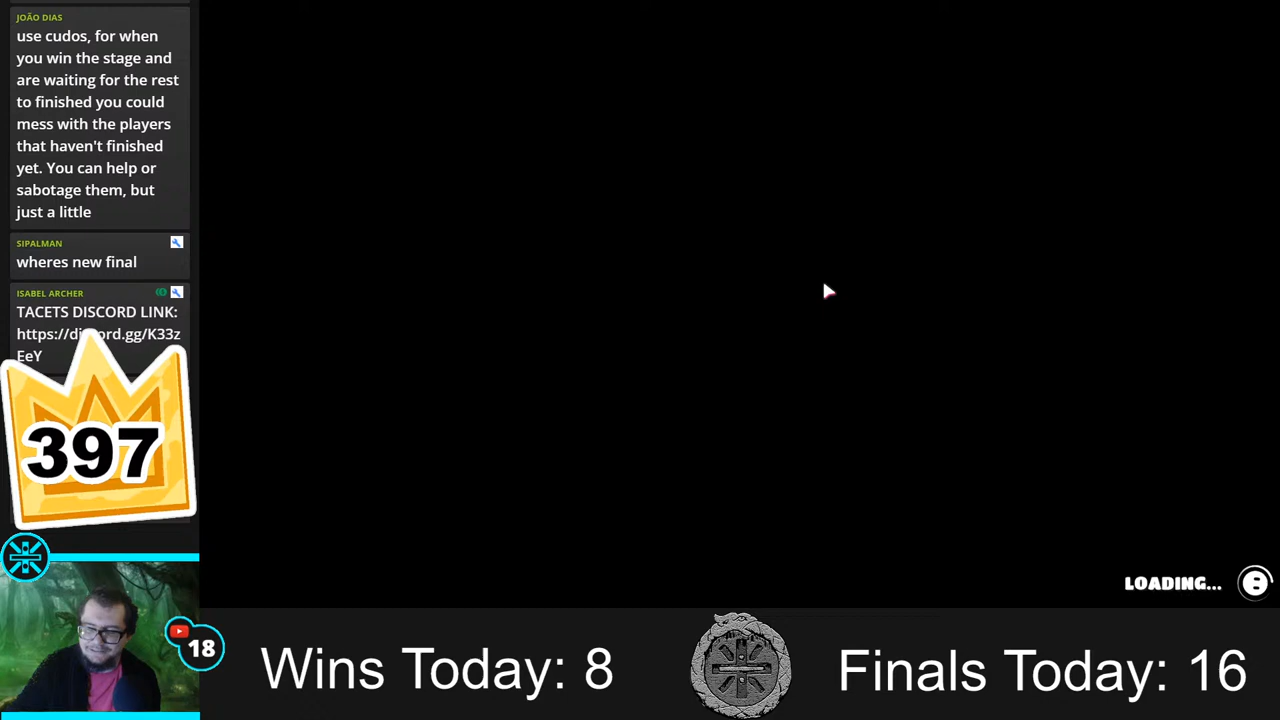 JOÃO DIAS
use cudos, for when
you win the stage and
are waiting for the rest
to finished you could
mess with the players
that haven't finished
yet. You can help or
sabotage them, but
just a little
SIPALMAN
wheres new final
ISABEL ARCHER
TACETS DISCORD LINK:
https://discord.gg/K33z
EeY
397
18
LOADING...
Wins Today: 8
Finals Today: 16